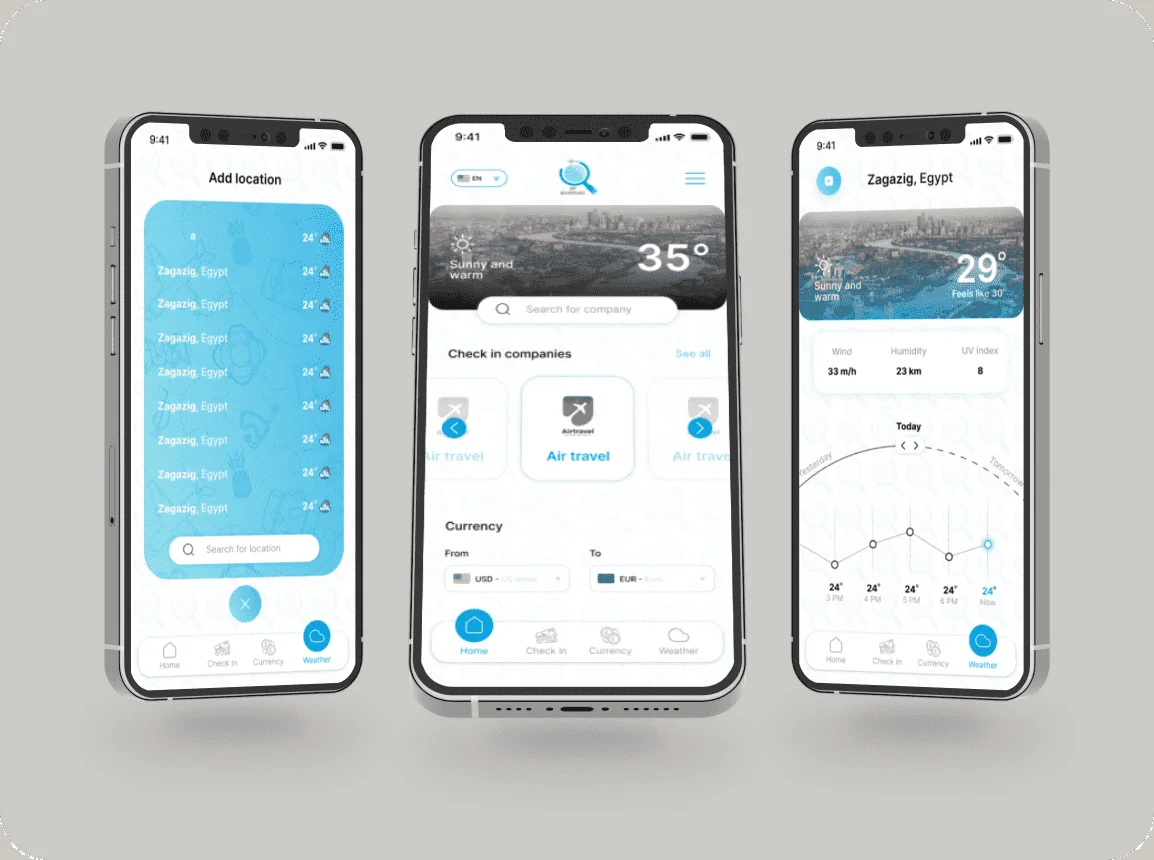 9:41
Add location
a 24°
Zagazig, Egypt 24°
Zagazig, Egypt 24°
Zagazig, Egypt 24°
Zagazig, Egypt 24°
Zagazig, Egypt 24°
Zagazig, Egypt 24°
Zagazig, Egypt 24°
Zagazig, Egypt 24°
Search for location
Home
Check in
Currency
Weather
9:41
EN
Sunny and
warm
35°
Search for company
Check in companies
See all
Airtravel
Air travel
Air travel
Air trave
Currency
From
To
USD - US dollar
EUR - Euro
Home
Check in
Currency
Weather
9:41
Zagazig, Egypt
Sunny and
warm
29°
Feels like 30°
Wind
Humidity
UV index
33 m/h
23 km
8
Today
Yesterday
Tomorrow
24° 24° 24° 24° 24°
3 PM 4 PM 5 PM 6 PM Now
Home
Check in
Currency
Weather